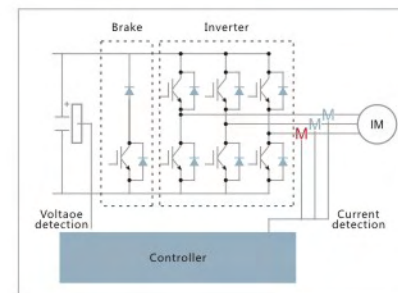 Brake
Inverter
M
M
M
IM
Voltaoe
detection
Current
detection
Controller
+